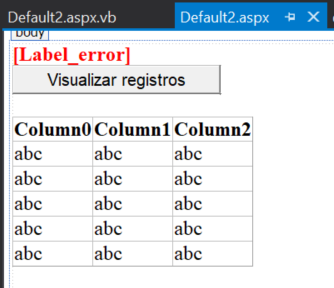 Default2.aspx.vb Default2.aspx
body
[Label_error]
Visualizar registros
Column0 Column1 Column2
abc abc abc
abc abc abc
abc abc abc
abc abc abc
abc abc abc